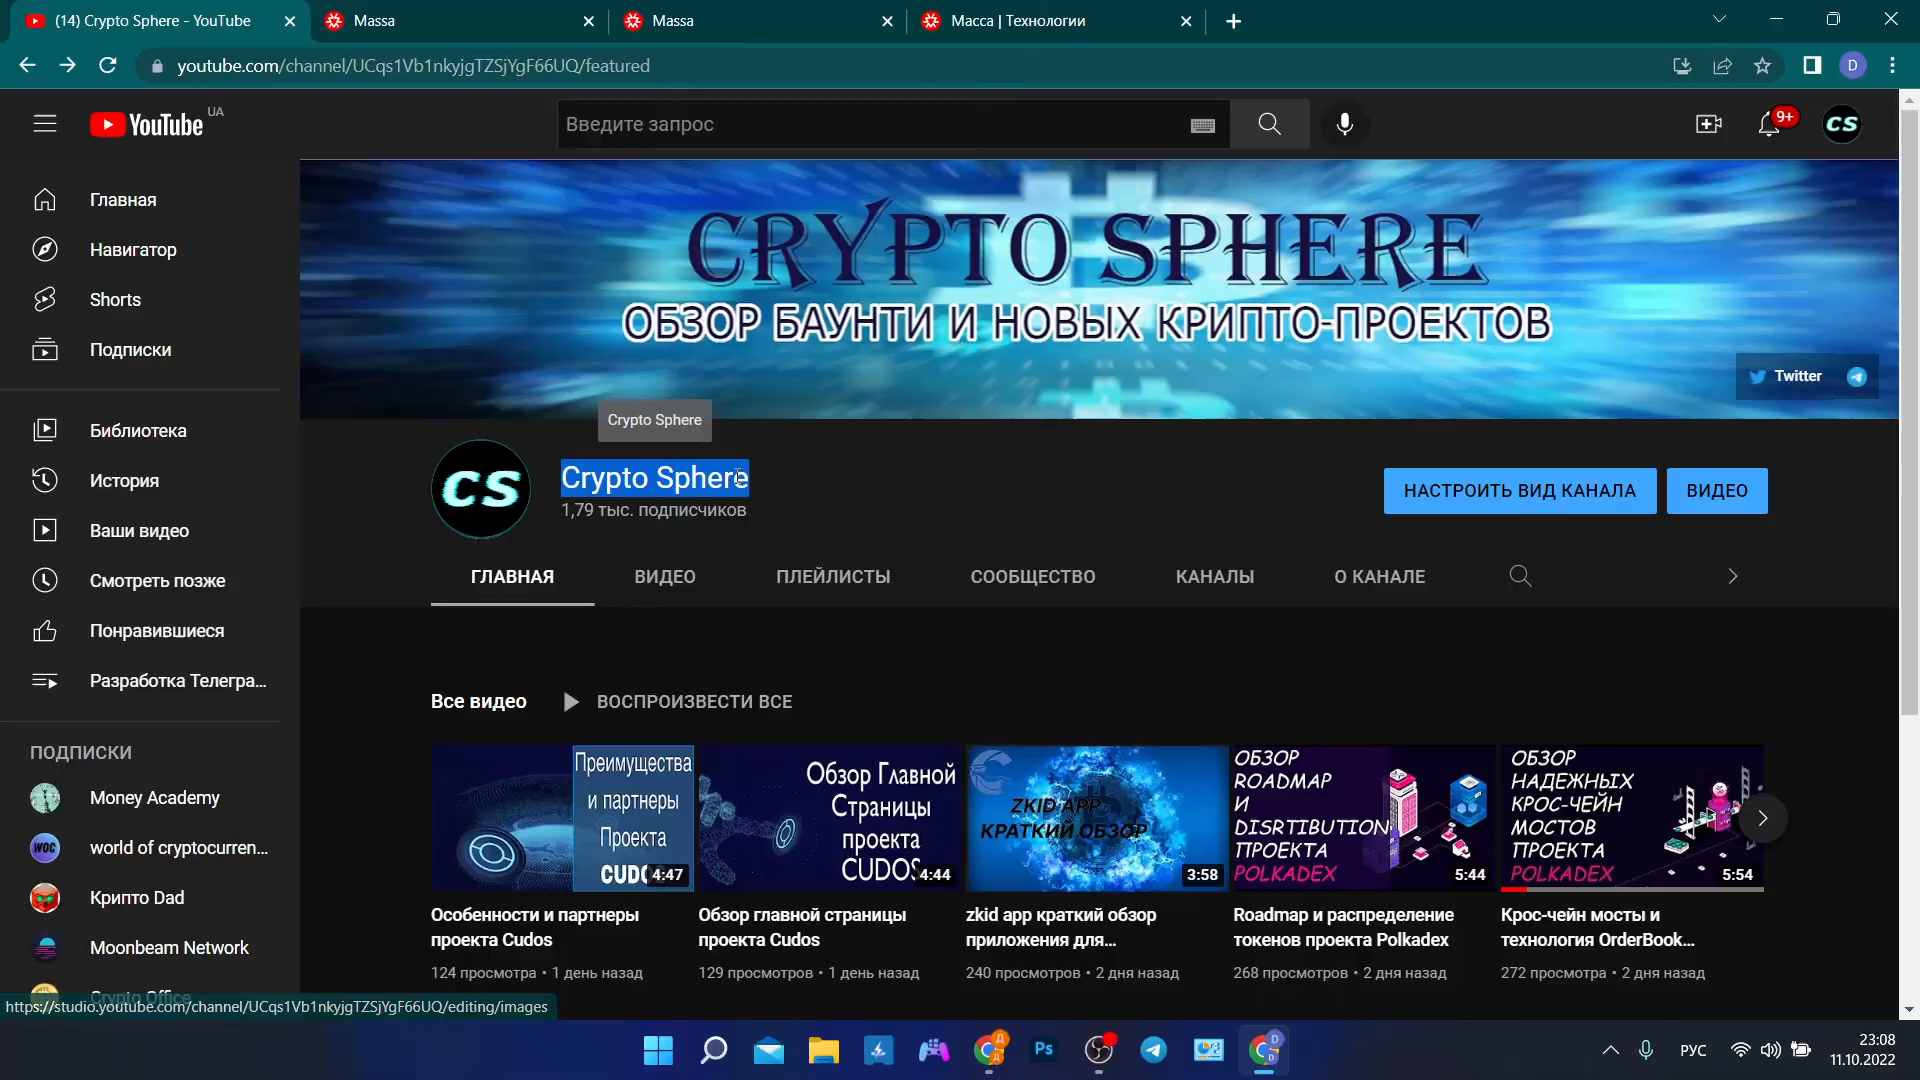 (14) Crypto Sphere - YouTube
Massa
Massa
Масса | Технологии
youtube.com/channel/UCqs1Vb1nkyjgTZSjYgF66UQ/featured
D
YouTube UA
Введите запрос
9+
CS
Главная
Навигатор
Shorts
Подписки
Библиотека
История
Ваши видео
Смотреть позже
Понравившиеся
Разработка Телегра...
ПОДПИСКИ
Money Academy
WOC
world of cryptocurren...
Крипто Dad
Moonbeam Network
Crypto Office
CRYPTO SPHERE
ОБЗОР БАУНТИ И НОВЫХ КРИПТО-ПРОЕКТОВ
Twitter
Crypto Sphere
CS
Crypto Sphere
1,79 тыс. подписчиков
НАСТРОИТЬ ВИД КАНАЛА
ВИДЕО
ГЛАВНАЯ
ВИДЕО
ПЛЕЙЛИСТЫ
СООБЩЕСТВО
КАНАЛЫ
О КАНАЛЕ
Все видео
ВОСПРОИЗВЕСТИ ВСЕ
Преимущества
и партнеры
Проекта
4:47
Обзор Главной
Страницы
проекта
CUDOS
4:44
ZKID APP
КРАТКИЙ ОБЗОР
3:58
ОБЗОР
ROADMAP
И
DISRTIBUTION
ПРОЕКТА
POLKADEX
5:44
ОБЗОР
НАДЕЖНЫХ
КРОС-ЧЕЙН
МОСТОВ
ПРОЕКТА
POLKADEX
5:54
Особенности и партнеры
проекта Cudos
124 просмотра • 1 день назад
Обзор главной страницы
проекта Cudos
129 просмотров • 1 день назад
zkid app краткий обзор
приложения для...
240 просмотров • 2 дня назад
Roadmap и распределение
токенов проекта Polkadex
268 просмотров • 2 дня назад
Крос-чейн мосты и
технология OrderBook...
272 просмотра • 2 дня назад
https://studio.youtube.com/channel/UCqs1Vb1nkyjgTZSjYgF66UQ/editing/images
Ps
РУС
23:08
11.10.2022